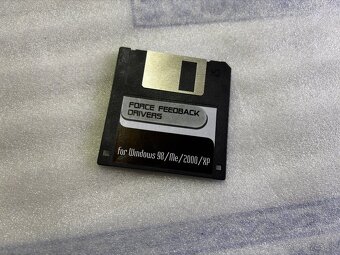 FORCE FEEDBACK
DRIVERS
for Windows 98/Me/2000/XP